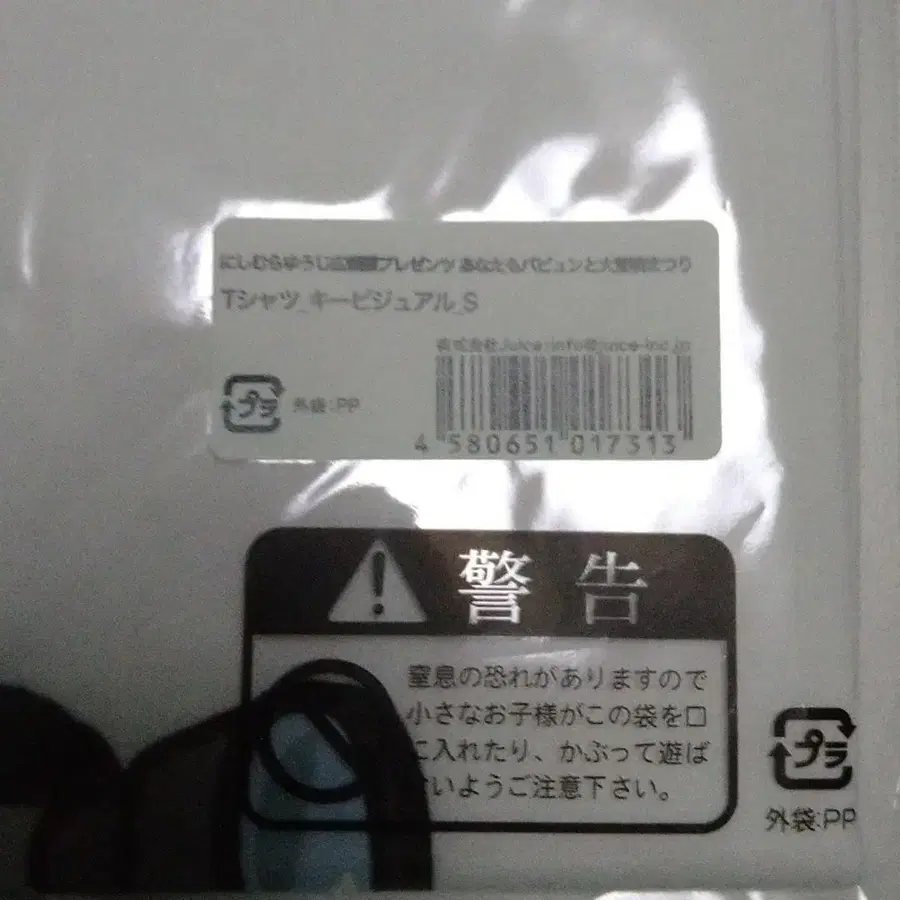 にしむらゆうじ プレゼンツ あなたもパピュンと大 まつり
Tシャツ_キービジュアル_S
株式会社Juice:info@juice-inc.jp
プラ 外袋:PP
4 580651 017313
警告
窒息の恐れがありますので
小さなお子様がこの袋を口
に入れたり、かぶって遊ば
ないようご注意下さい。
プラ
外袋:PP